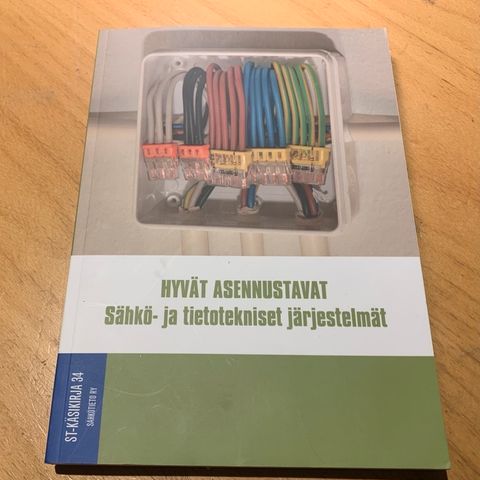 HYVÄT ASENNUSTAVAT
Sähkö- ja tietotekniset järjestelmät
ST-KÄSIKIRJA 34
SÄHKÖTIETO RY